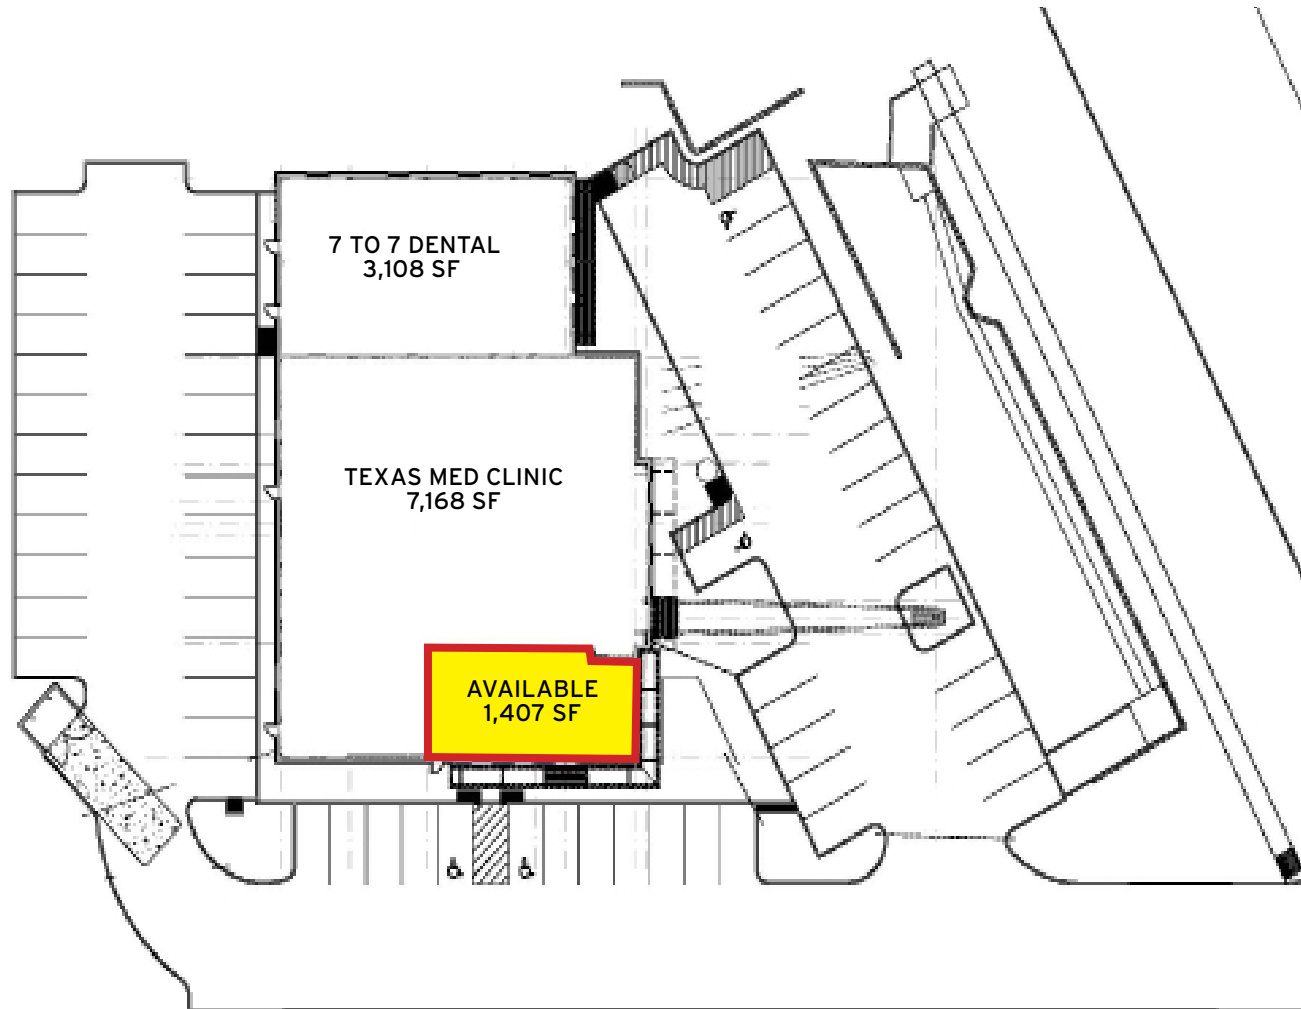 7 TO 7 DENTAL
3,108 SF
TEXAS MED CLINIC
7,168 SF
AVAILABLE
1,407 SF